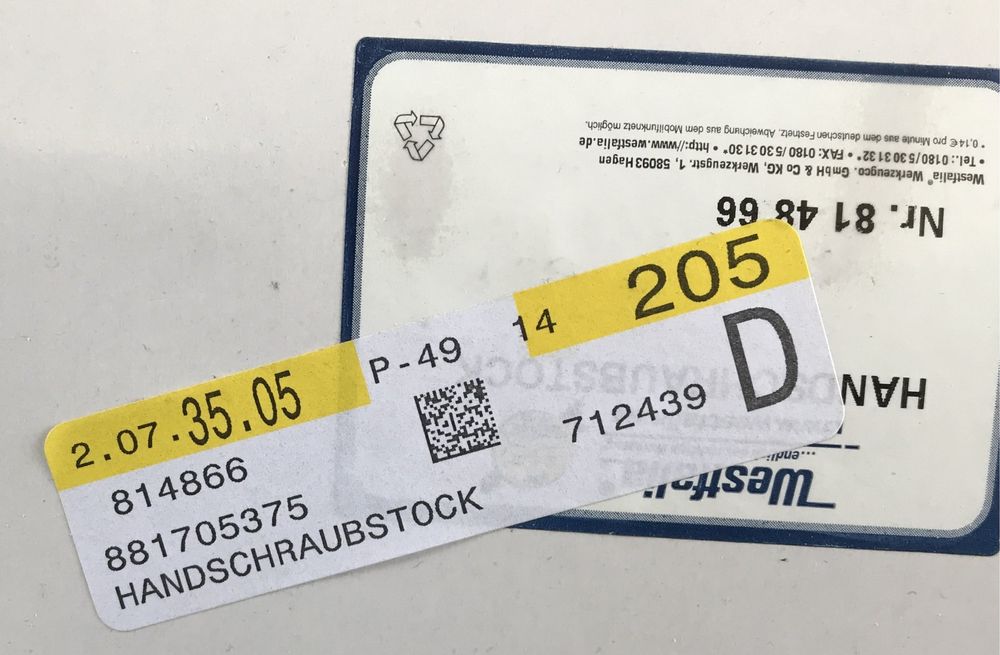 2.07.35.05 P-49 14 205
814866 712439 D
881705375
HANDSCHRAUBSTOCK
Westfalia®
HANDSCHRAUBSTOCK
Nr. 81 48 66
Westfalia® Werkzeugco. GmbH & Co KG, Werkzeugstr. 1, 58093 Hagen
• Tel.: 0180/5 30 31 32* • FAX: 0180/5 30 31 30* • http://www.westfalia.de
* 0,14 € pro Minute aus dem deutschen Festnetz. Abweichung aus dem Mobilfunknetz möglich.